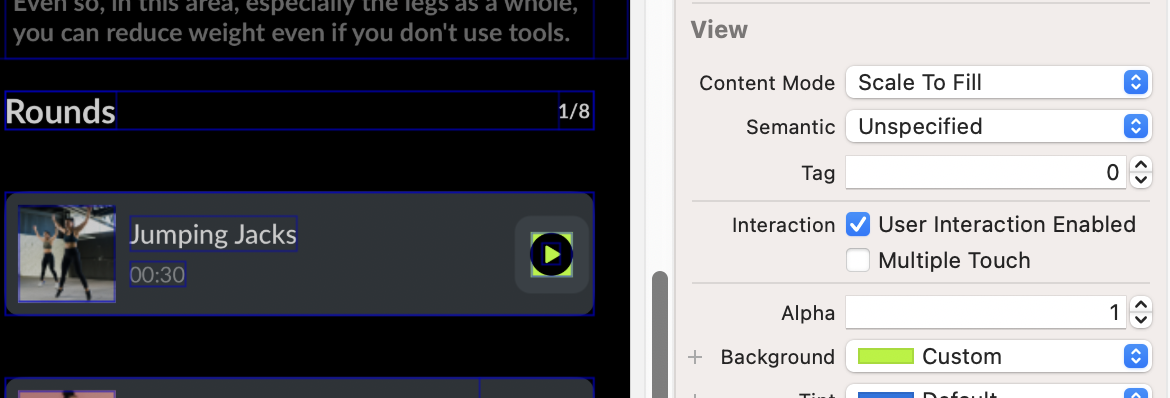 Even so, in this area, especially the legs as a whole,
you can reduce weight even if you don't use tools.
Rounds
1/8
Jumping Jacks
00:30
View
Content Mode Scale To Fill
Semantic Unspecified
Tag 0
Interaction User Interaction Enabled
Multiple Touch
Alpha 1
Background Custom
Tint Default